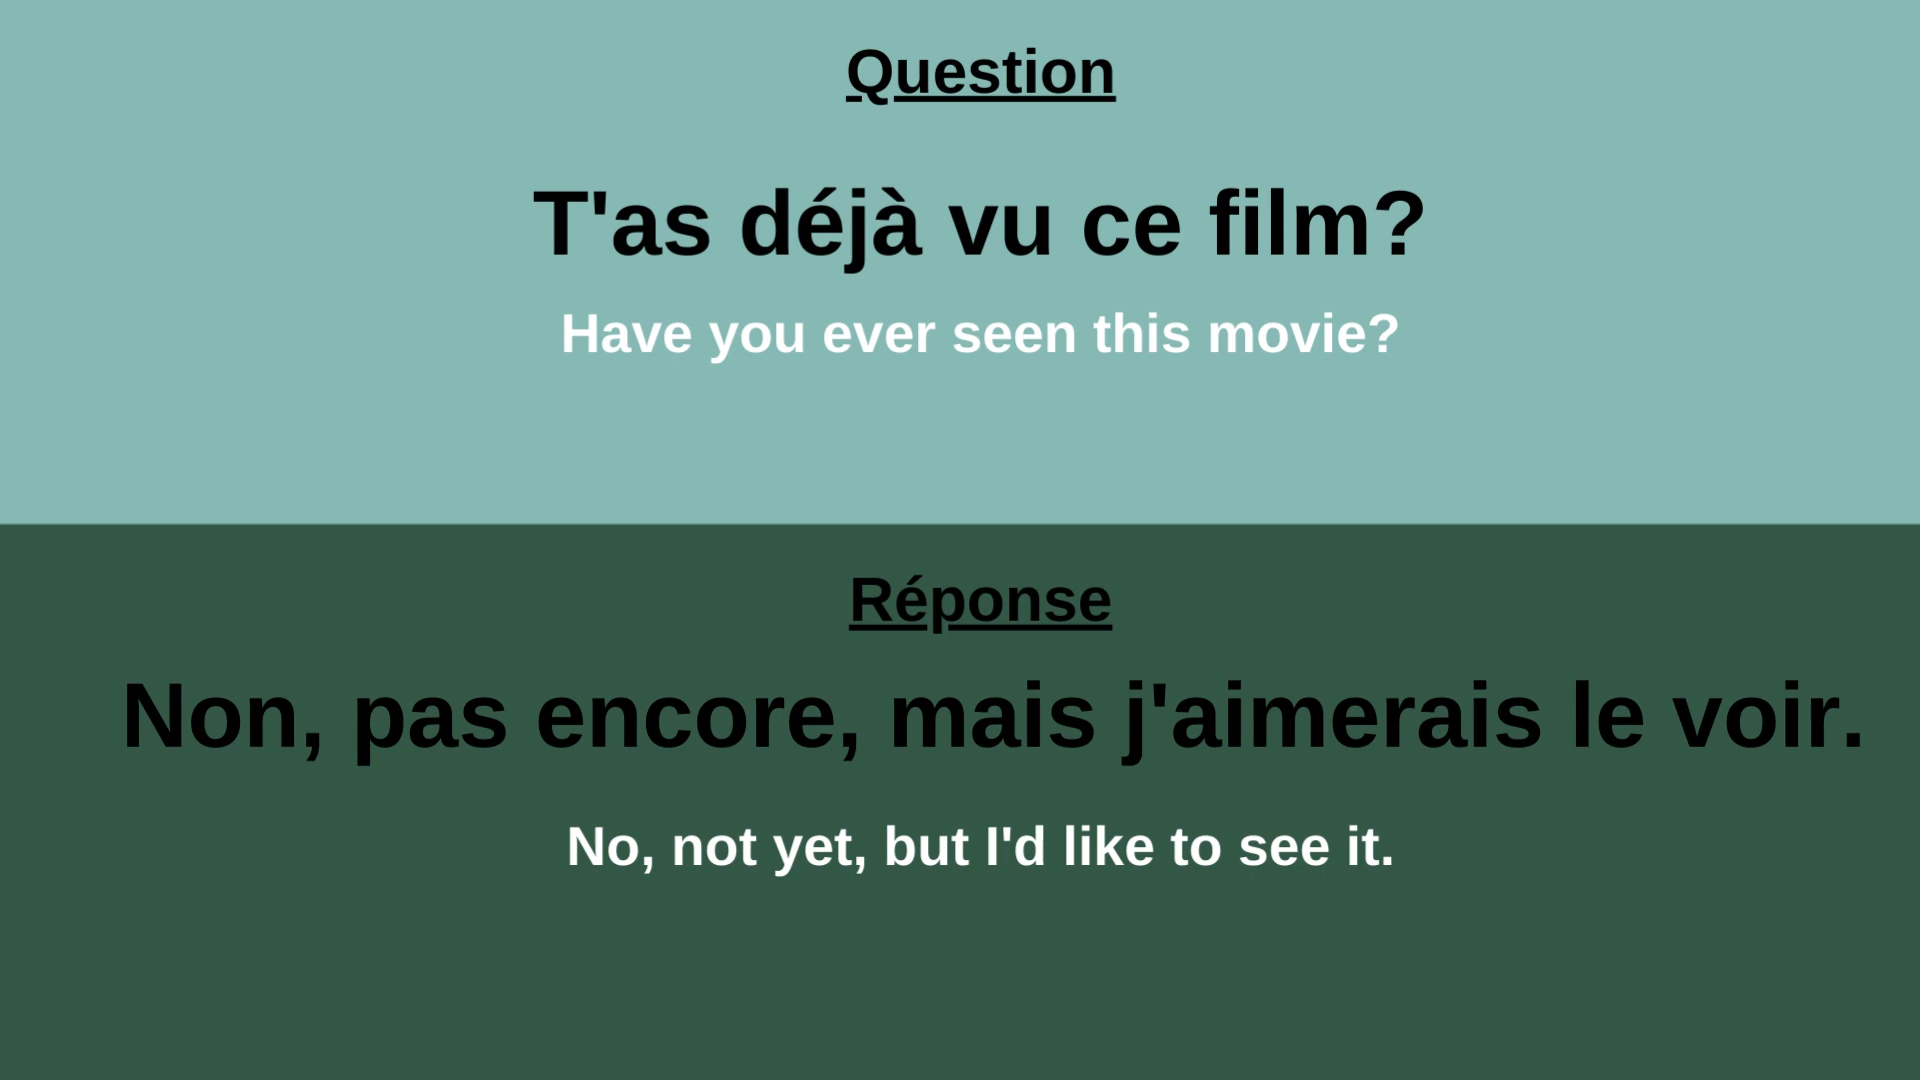 Question
T'as déjà vu ce film?
Have you ever seen this movie?
Réponse
Non, pas encore, mais j'aimerais le voir.
No, not yet, but I'd like to see it.